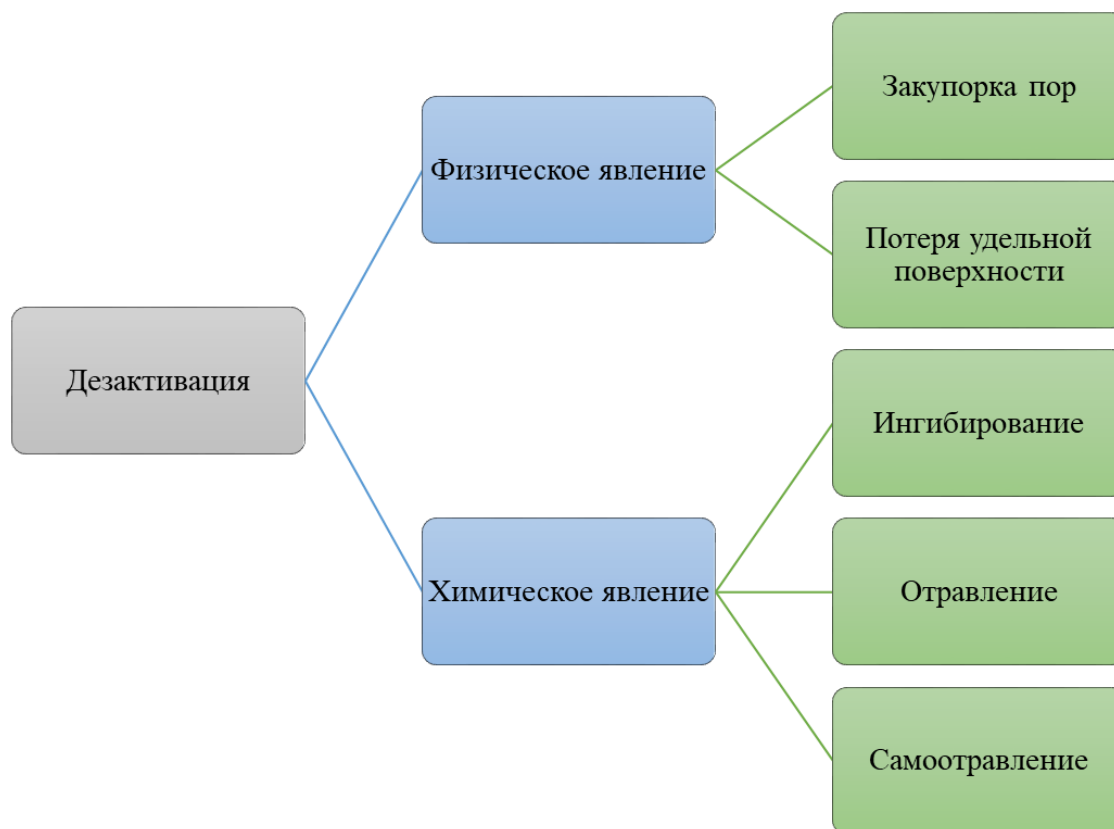 Дезактивация
Физическое явление
Закупорка пор
Потеря удельной
поверхности
Химическое явление
Ингибирование
Отравление
Самоотравление